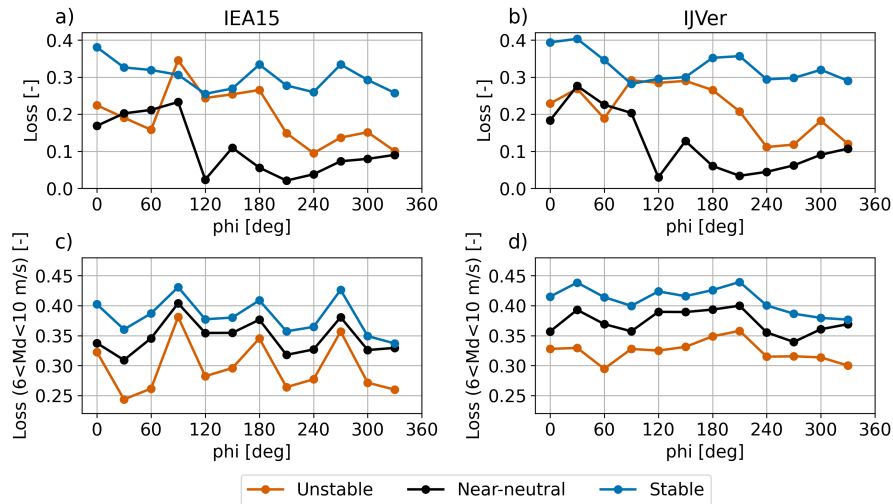 a) IEA15
b) IJVer
Loss [-]
0.4
0.3
0.2
0.1
0.0
0 60 120 180 240 300 360
phi [deg]
Loss [-]
0.4
0.3
0.2
0.1
0.0
0 60 120 180 240 300 360
phi [deg]
c)
Loss (6<Md<10 m/s) [-]
0.45
0.40
0.35
0.30
0.25
0 60 120 180 240 300 360
phi [deg]
d)
Loss (6<Md<10 m/s) [-]
0.45
0.40
0.35
0.30
0.25
0 60 120 180 240 300 360
phi [deg]
Unstable Near-neutral Stable